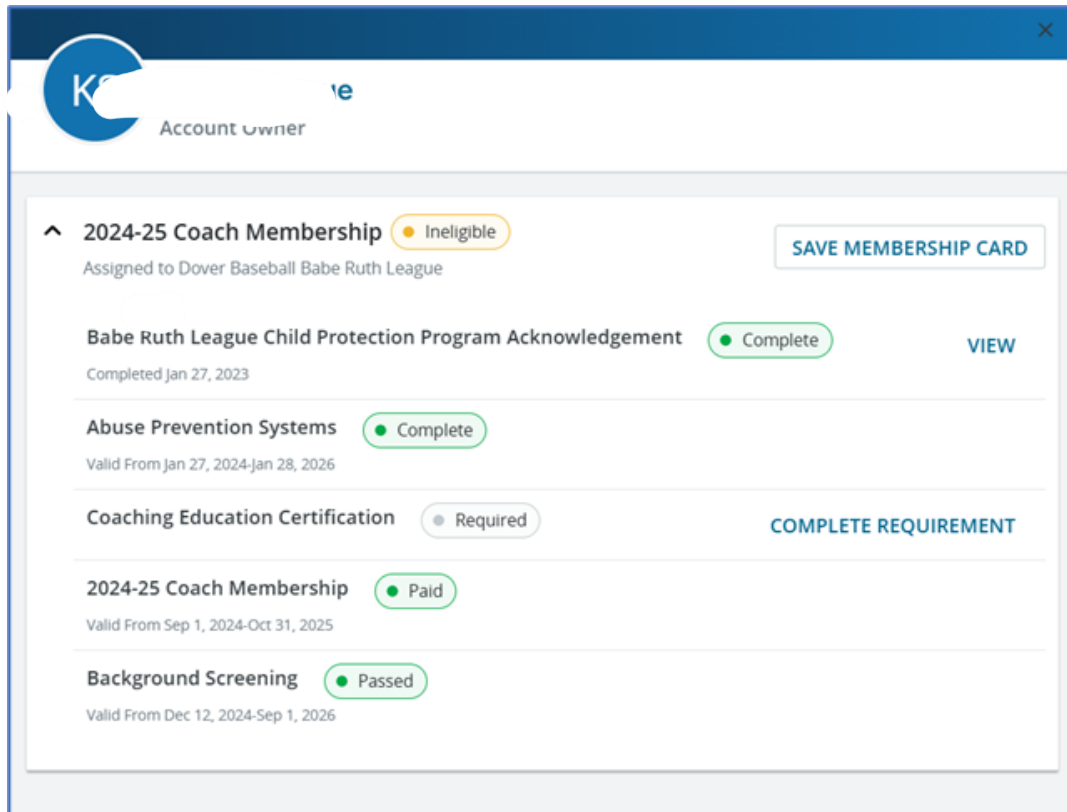 ×
Account Owner
2024-25 Coach Membership Ineligible
SAVE MEMBERSHIP CARD
Assigned to Dover Baseball Babe Ruth League
Babe Ruth League Child Protection Program Acknowledgement Complete VIEW
Completed Jan 27, 2023
Abuse Prevention Systems Complete
Valid From Jan 27, 2024-Jan 28, 2026
Coaching Education Certification Required COMPLETE REQUIREMENT
2024-25 Coach Membership Paid
Valid From Sep 1, 2024-Oct 31, 2025
Background Screening Passed
Valid From Dec 12, 2024-Sep 1, 2026